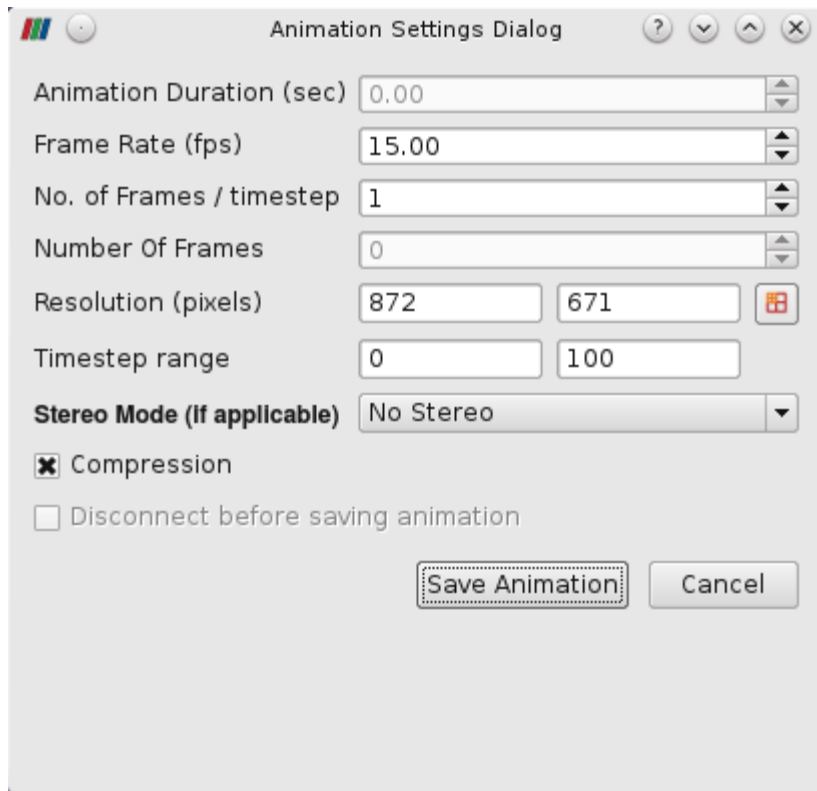 Animation Settings Dialog
Animation Duration (sec) 0.00
Frame Rate (fps) 15.00
No. of Frames / timestep 1
Number Of Frames 0
Resolution (pixels) 872 671
Timestep range 0 100
Stereo Mode (if applicable) No Stereo
Compression
Disconnect before saving animation
Save Animation Cancel